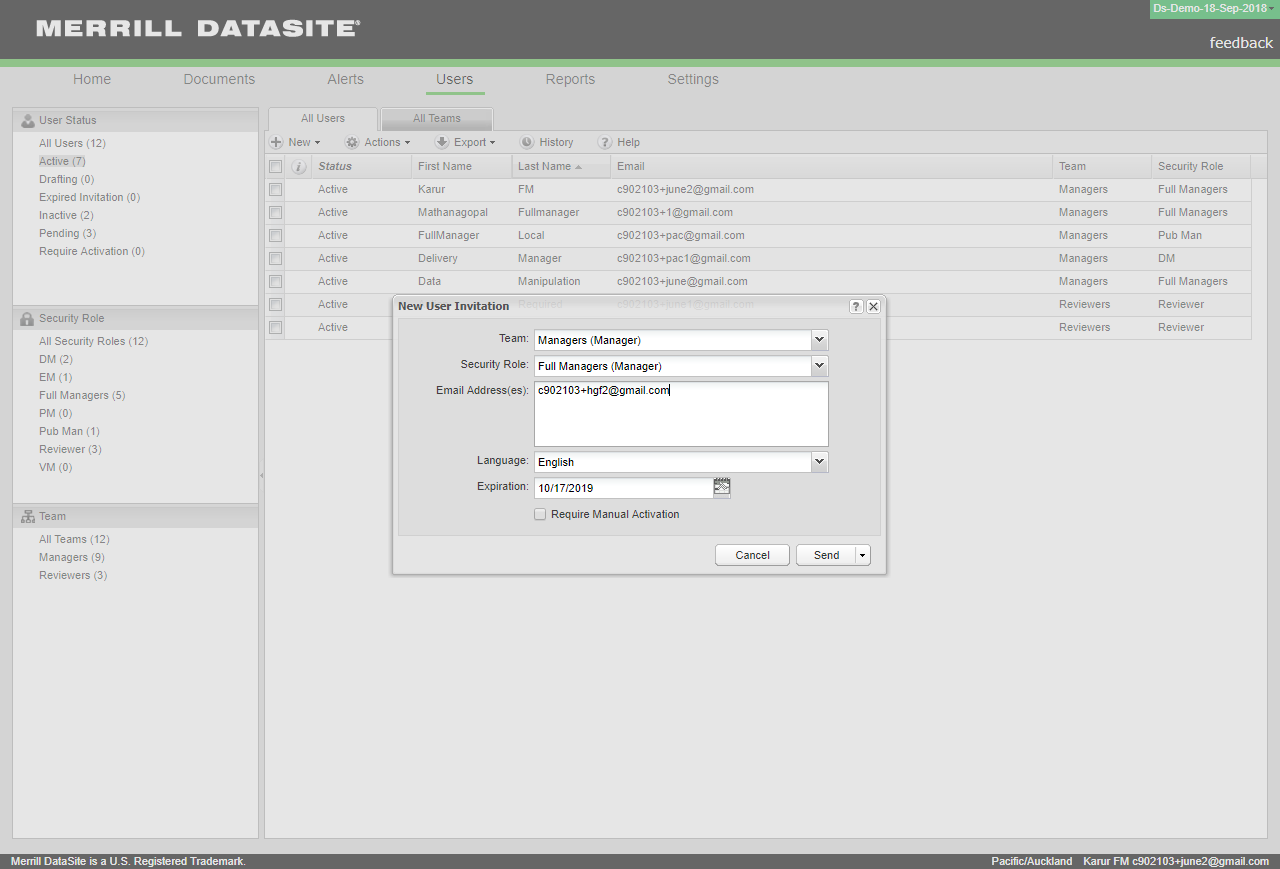 MERRILL DATASITE®
Ds-Demo-18-Sep-2018
feedback
Home Documents Alerts Users Reports Settings
User Status
All Users (12)
Active (7)
Drafting (0)
Expired Invitation (0)
Inactive (2)
Pending (3)
Require Activation (0)
Security Role
All Security Roles (12)
DM (2)
EM (1)
Full Managers (5)
PM (0)
Pub Man (1)
Reviewer (3)
VM (0)
Team
All Teams (12)
Managers (9)
Reviewers (3)
All Users All Teams
New Actions Export History ? Help
i Status First Name Last Name Email Team Security Role
Active Karur FM c902103+june2@gmail.com Managers Full Managers
Active Mathanagopal Fullmanager c902103+1@gmail.com Managers Full Managers
Active FullManager Local c902103+pac@gmail.com Managers Pub Man
Active Delivery Manager c902103+pac1@gmail.com Managers DM
Active Data Manipulation c902103+june@gmail.com Managers Full Managers
Active Required Reviewers Reviewer
Active Reviewers Reviewer
New User Invitation ?
Team: Managers (Manager)
Security Role: Full Managers (Manager)
Email Address(es): c902103+hgf2@gmail.com
Language: English
Expiration: 10/17/2019
Require Manual Activation
Cancel Send
Merrill DataSite is a U.S. Registered Trademark. Pacific/Auckland Karur FM c902103+june2@gmail.com